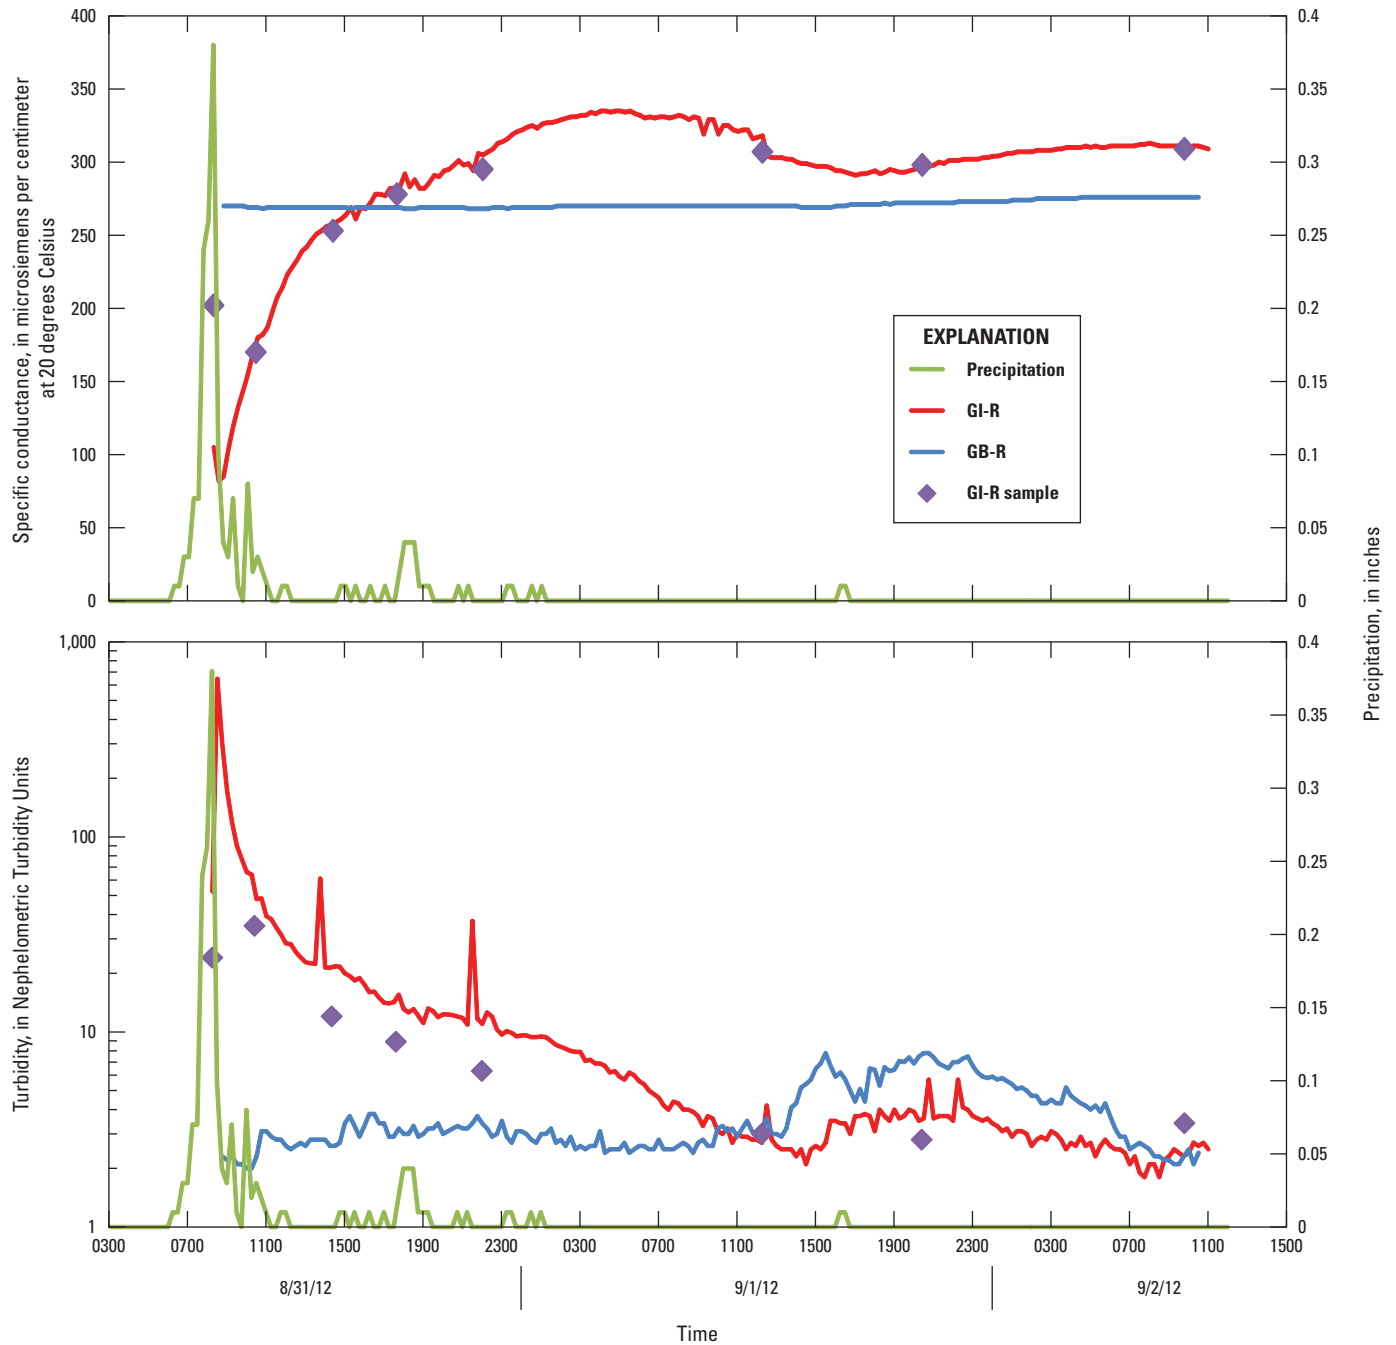 400
350
300
250
200
150
100
50
0
Specific conductance, in microsiemens per centimeter
at 20 degrees Celsius
0.4
0.35
0.3
0.25
0.2
0.15
0.1
0.05
0
EXPLANATION
Precipitation
GI-R
GB-R
GI-R sample
Precipitation, in inches
1,000
100
10
1
Turbidity, in Nephelometric Turbidity Units
0.4
0.35
0.3
0.25
0.2
0.15
0.1
0.05
0
0300 0700 1100 1500 1900 2300 0300 0700 1100 1500 1900 2300 0300 0700 1100 1500
8/31/12 9/1/12 9/2/12
Time